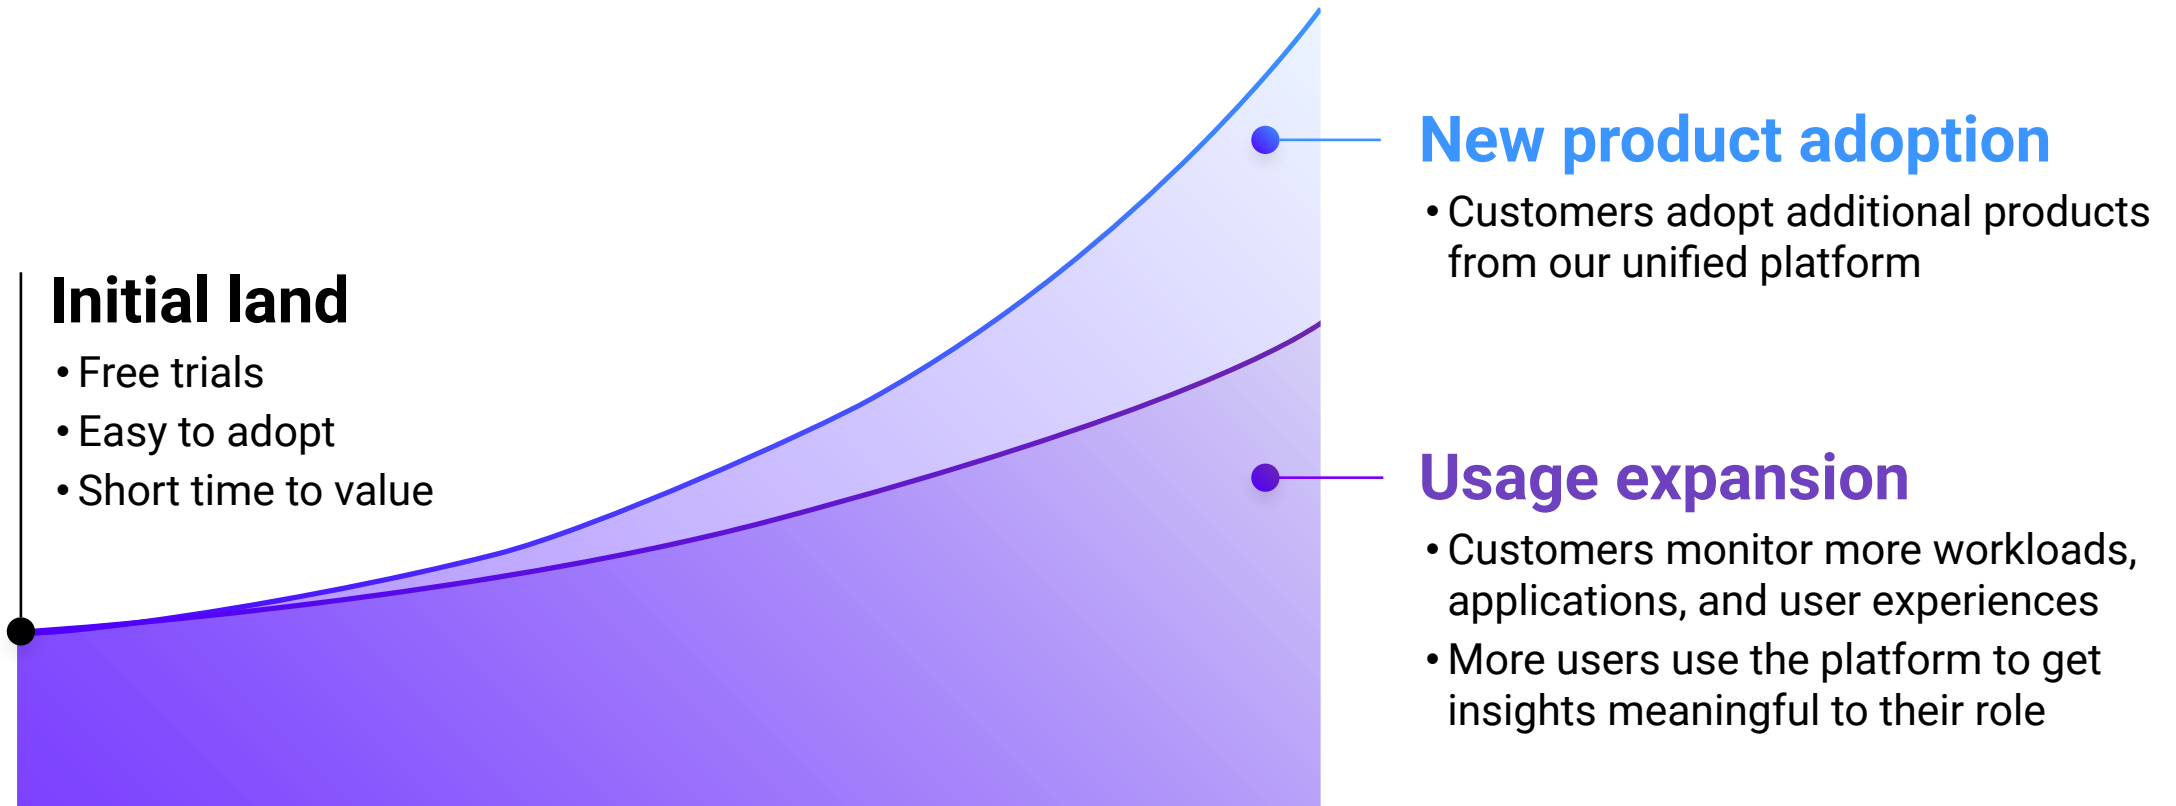 Initial land
• Free trials
• Easy to adopt
• Short time to value
New product adoption
• Customers adopt additional products
from our unified platform
Usage expansion
• Customers monitor more workloads,
applications, and user experiences
• More users use the platform to get
insights meaningful to their role